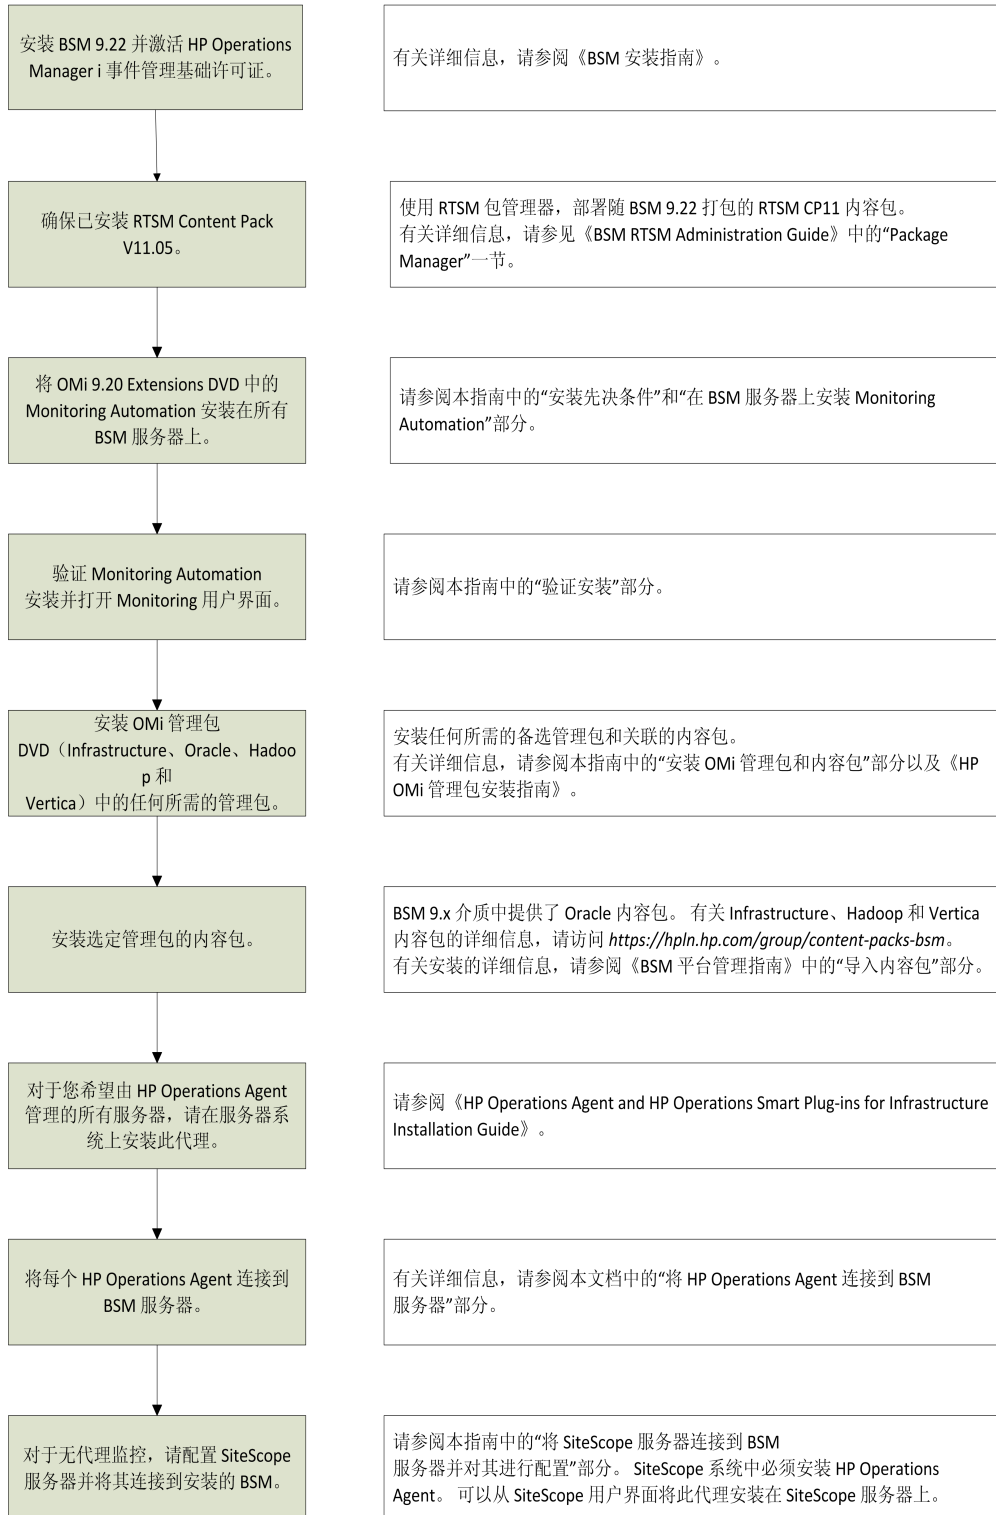 安装 BSM 9.22 并激活 HP Operations
Manager i 事件管理基础许可证。
有关详细信息，请参阅《BSM 安装指南》。
确保已安装 RTSM Content Pack
V11.05。
使用 RTSM 包管理器，部署随 BSM 9.22 打包的 RTSM CP11 内容包。
有关详细信息，请参见《BSM RTSM Administration Guide》中的“Package
Manager”一节。
将 OMi 9.20 Extensions DVD 中的
Monitoring Automation 安装在所有
BSM 服务器上。
请参阅本指南中的“安装先决条件”和“在 BSM 服务器上安装 Monitoring
Automation”部分。
验证 Monitoring Automation
安装并打开 Monitoring 用户界面。
请参阅本指南中的“验证安装”部分。
安装 OMi 管理包
DVD（Infrastructure、Oracle、Hadoo
p 和
Vertica）中的任何所需的管理包。
安装任何所需的备选管理包和关联的内容包。
有关详细信息，请参阅本指南中的“安装 OMi 管理包和内容包”部分以及《HP
OMi 管理包安装指南》。
安装选定管理包的内容包。
BSM 9.x 介质中提供了 Oracle 内容包。 有关 Infrastructure、Hadoop 和 Vertica
内容包的详细信息，请访问 https://hpln.hp.com/group/content-packs-bsm。
有关安装的详细信息，请参阅《BSM 平台管理指南》中的“导入内容包”部分。
对于您希望由 HP Operations Agent
管理的所有服务器，请在服务器系
统上安装此代理。
请参阅《HP Operations Agent and HP Operations Smart Plug-ins for Infrastructure
Installation Guide》。
将每个 HP Operations Agent 连接到
BSM 服务器。
有关详细信息，请参阅本文档中的“将 HP Operations Agent 连接到 BSM
服务器”部分。
对于无代理监控，请配置 SiteScope
服务器并将其连接到安装的 BSM。
请参阅本指南中的“将 SiteScope 服务器连接到 BSM
服务器并对其进行配置”部分。 SiteScope 系统中必须安装 HP Operations
Agent。 可以从 SiteScope 用户界面将此代理安装在 SiteScope 服务器上。